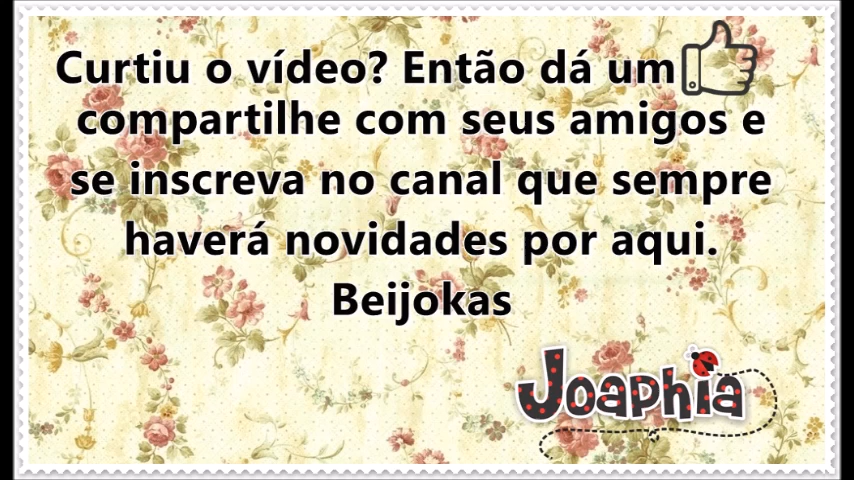 Curtiu o vídeo? Então dá um
compartilhe com seus amigos e
se inscreva no canal que sempre
haverá novidades por aqui.
Beijokas
Joaphia